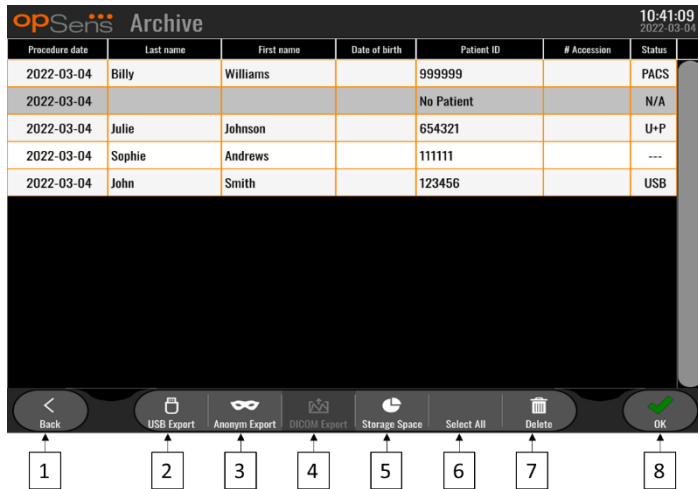 opSens Archive 10:41:09
2022-03-04
Procedure date Last name First name Date of birth Patient ID # Accession Status
2022-03-04 Billy Williams 999999 PACS
2022-03-04 No Patient N/A
2022-03-04 Julie Johnson 654321 U+P
2022-03-04 Sophie Andrews 111111 ---
2022-03-04 John Smith 123456 USB
Back USB Export Anonym Export DICOM Export Storage Space Select All Delete OK
1 2 3 4 5 6 7 8